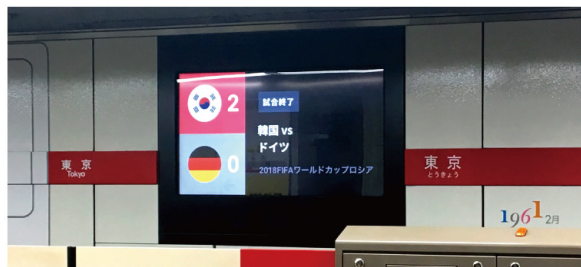 2
試合終了
韓国 vs
ドイツ
0
2018FIFAワールドカップロシア
東京
Tokyo
東京
とうきょう
1961 2月